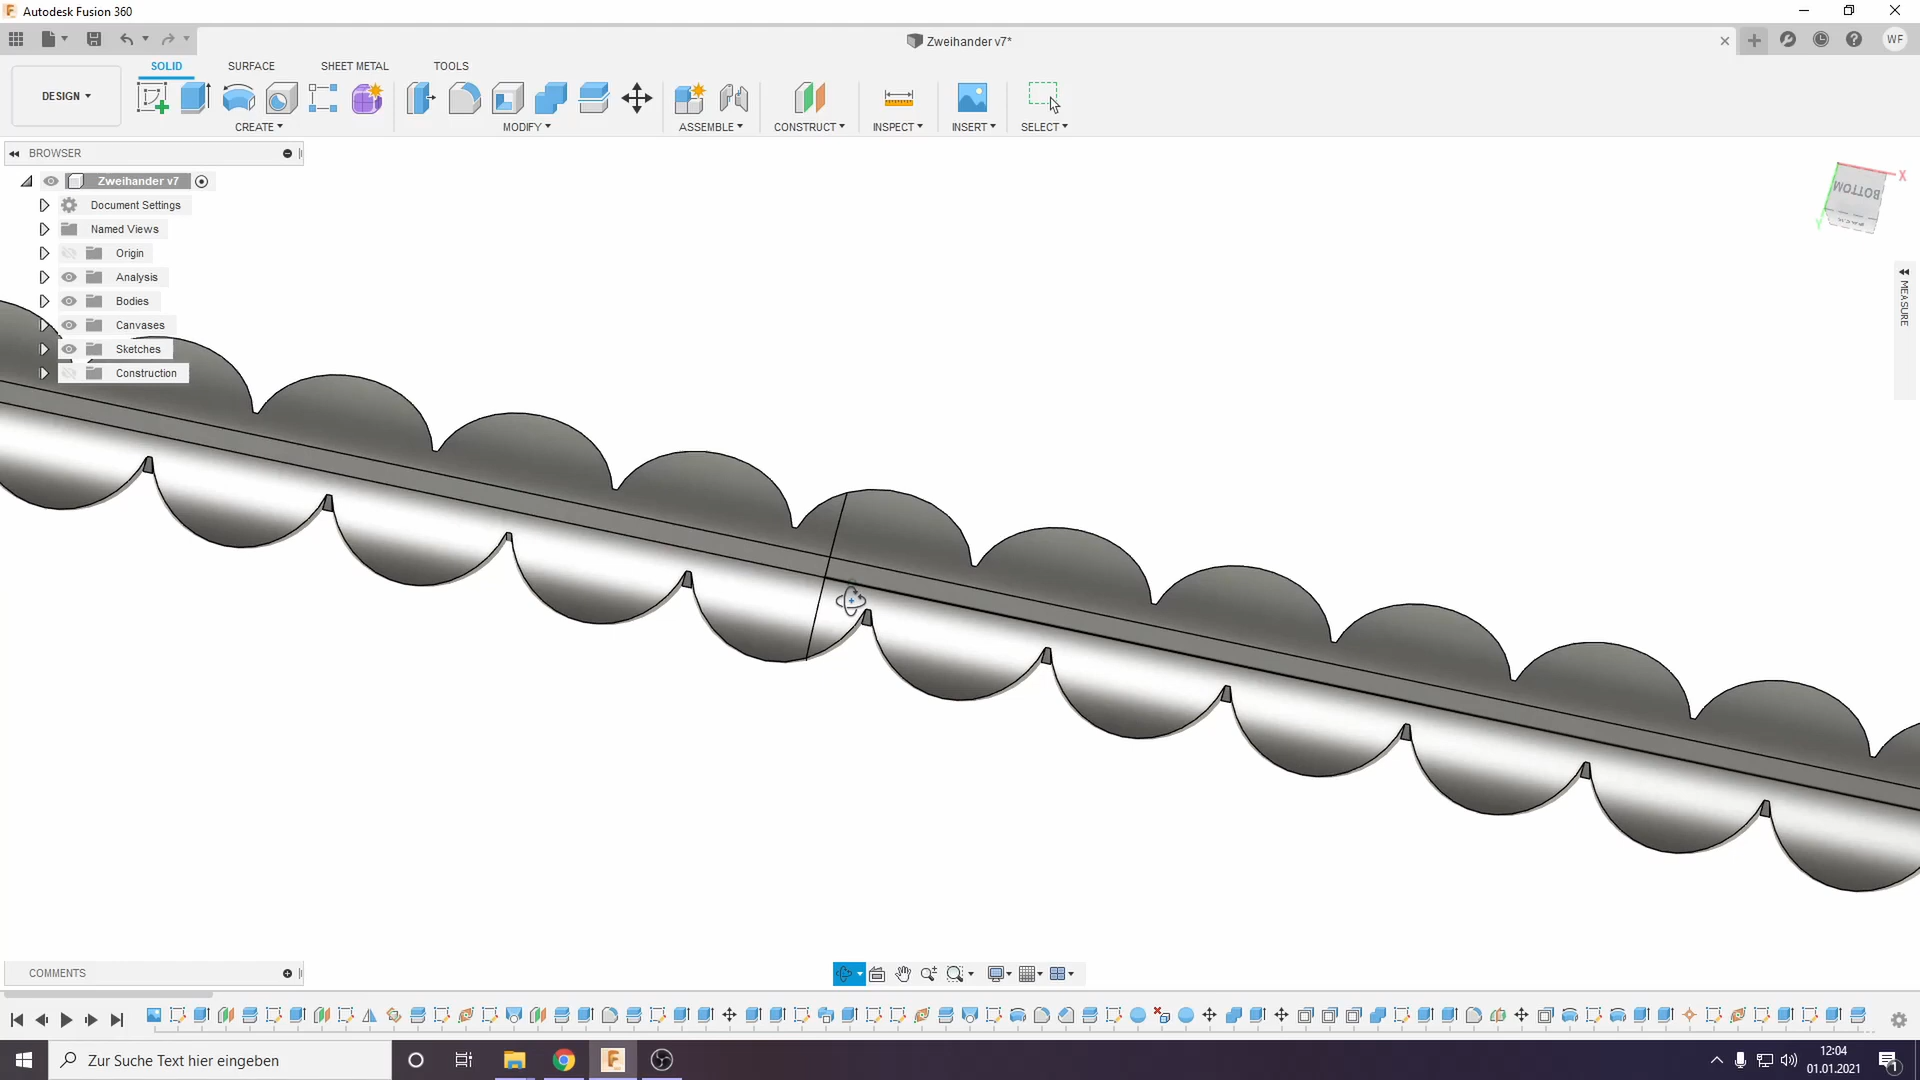 Autodesk Fusion 360
Zweihander v7*
WF
SOLID SURFACE SHEET METAL TOOLS
DESIGN
CREATE MODIFY ASSEMBLE CONSTRUCT INSPECT INSERT SELECT
BROWSER
Zweihander v7
Document Settings
Named Views
Origin
Analysis
Bodies
Canvases
Sketches
Construction
X
BOTTOM
BACK
Y
MEASURE
COMMENTS
Zur Suche Text hier eingeben
12:04
01.01.2021
1